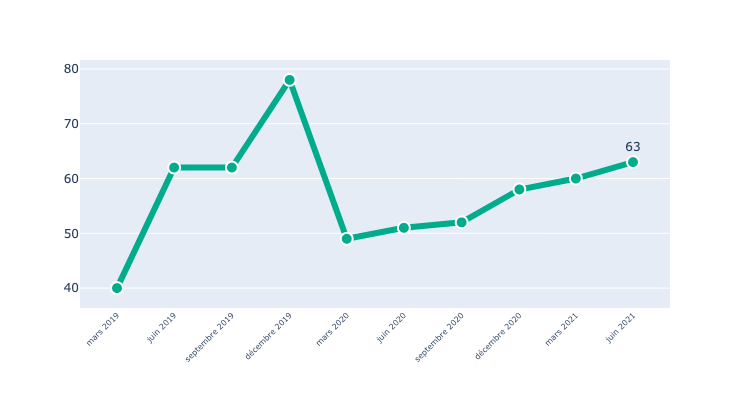 80
70
60
50
40
63
mars 2019
juin 2019
septembre 2019
décembre 2019
mars 2020
juin 2020
septembre 2020
décembre 2020
mars 2021
juin 2021